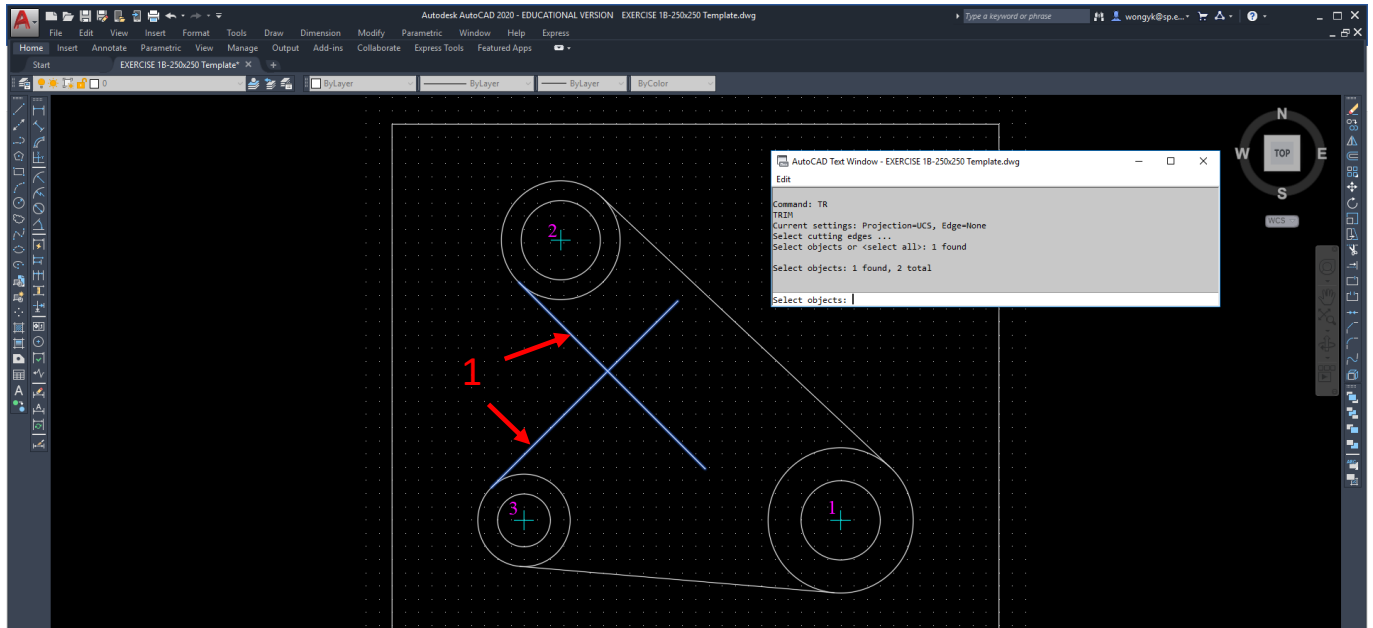 Autodesk AutoCAD 2020 - EDUCATIONAL VERSION EXERCISE 1B-250x250 Template.dwg
Type a keyword or phrase
wongyk@sp.e...
File Edit View Insert Format Tools Draw Dimension Modify Parametric Window Help Express
Home Insert Annotate Parametric View Manage Output Add-ins Collaborate Express Tools Featured Apps
Start EXERCISE 1B-250x250 Template*
0 ByLayer ByLayer ByLayer ByColor
N
W TOP E
S
WCS
AutoCAD Text Window - EXERCISE 1B-250x250 Template.dwg
Edit
Command: TR
TRIM
Current settings: Projection=UCS, Edge=None
Select cutting edges ...
Select objects or <select all>: 1 found
Select objects: 1 found, 2 total
Select objects:
2
1
3
1